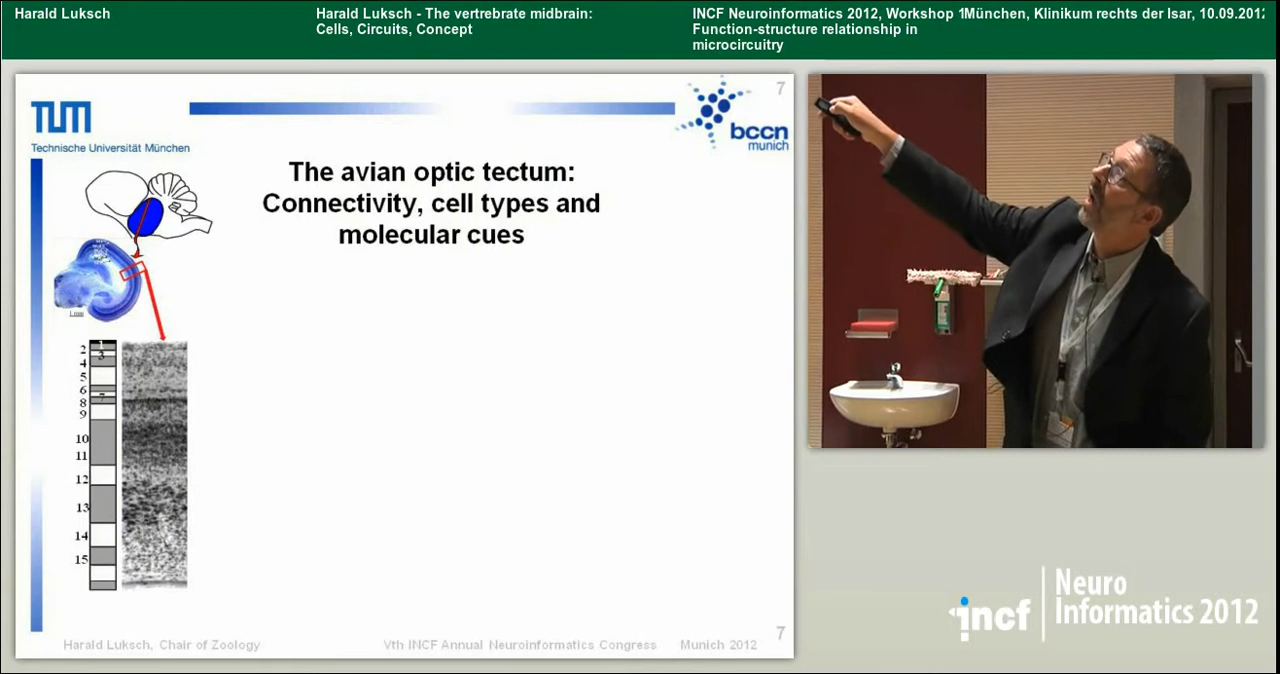 Harald Luksch
Harald Luksch - The vertrebrate midbrain:
Cells, Circuits, Concept
INCF Neuroinformatics 2012, Workshop 1München, Klinikum rechts der Isar, 10.09.2012
Function-structure relationship in
microcircuitry
7
TUM
Technische Universität München
bccn
munich
The avian optic tectum:
Connectivity, cell types and
molecular cues
1
2
3
4
5
6
7
8
9
10
11
12
13
14
15
Harald Luksch, Chair of Zoology
Vth INCF Annual Neuroinformatics Congress
Munich 2012
7
incf
Neuro
Informatics 2012